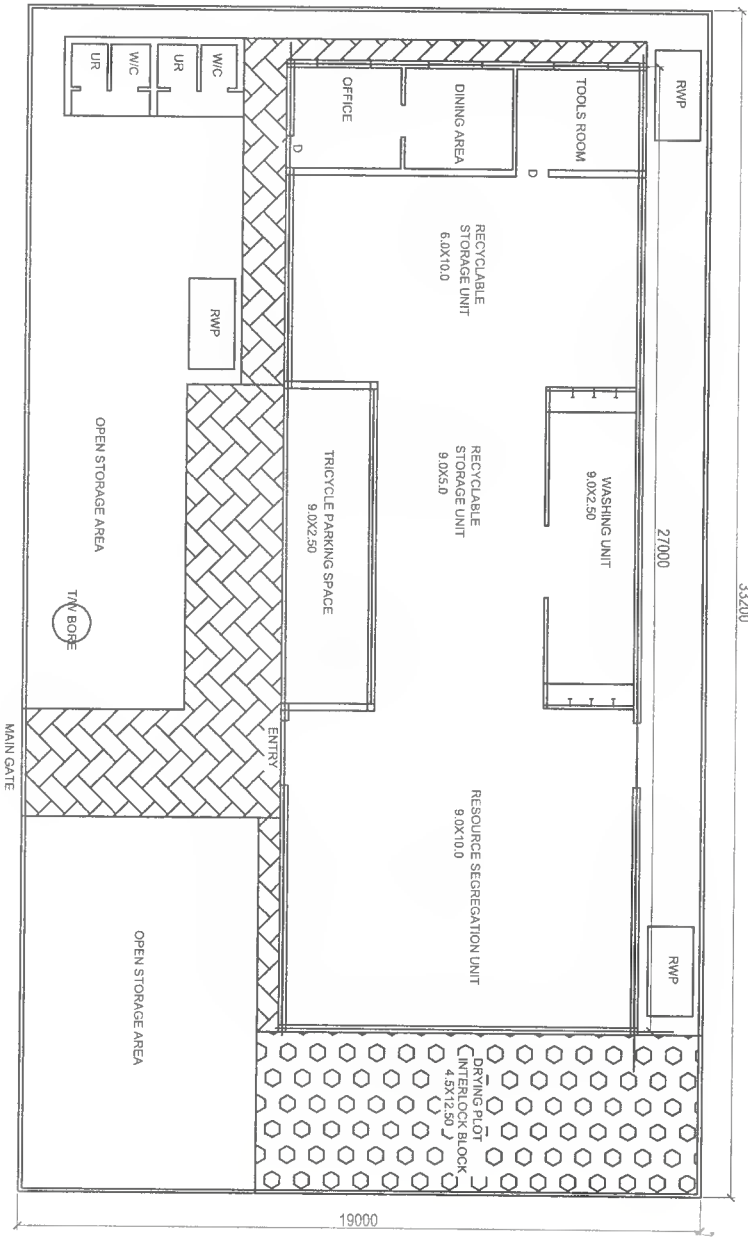 RWP
33200
27000
TOOLS ROOM
DINING AREA
OFFICE
D
D
W/C
UR
W/C
UR
RECYCLABLE
STORAGE UNIT
6.0X10.0
RWP
WASHING UNIT
9.0X2.50
RECYCLABLE
STORAGE UNIT
9.0X5.0
TRICYCLE PARKING SPACE
9.0X2.50
OPEN STORAGE AREA
T/W BORE
ENTRY
MAIN GATE
RESOURCE SEGREGATION UNIT
9.0X10.0
RWP
OPEN STORAGE AREA
DRYING PLOT
INTERLOCK BLOCK
4.5X12.50
19000